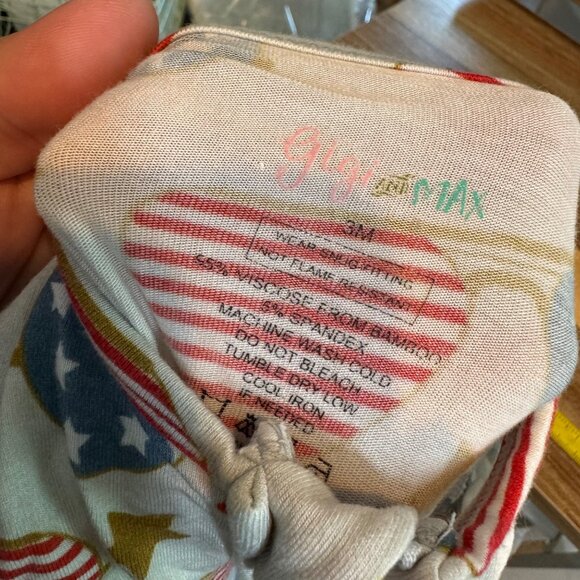 GiGi AND MAX
3M
WEAR SNUG-FITTING
NOT FLAME RESISTANT
95% VISCOSE FROM BAMBOO
5% SPANDEX
MACHINE WASH COLD
DO NOT BLEACH
TUMBLE DRY LOW
COOL IRON
IF NEEDED